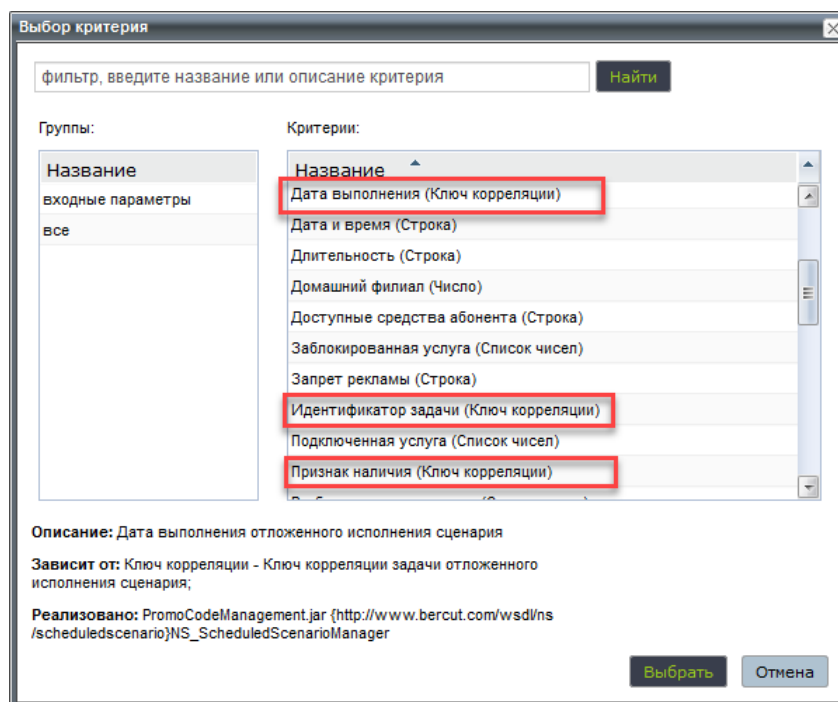 Выбор критерия
фильтр, введите название или описание критерия
Найти
Группы:
Критерии:
Название
входные параметры
все
Название
Дата выполнения (Ключ корреляции)
Дата и время (Строка)
Длительность (Строка)
Домашний филиал (Число)
Доступные средства абонента (Строка)
Заблокированная услуга (Список чисел)
Запрет рекламы (Строка)
Идентификатор задачи (Ключ корреляции)
Подключенная услуга (Список чисел)
Признак наличия (Ключ корреляции)
Описание: Дата выполнения отложенного исполнения сценария
Зависит от: Ключ корреляции - Ключ корреляции задачи отложенного
исполнения сценария;
Реализовано: PromoCodeManagement.jar {http://www.bercut.com/wsdl/ns
/scheduledscenario}NS_ScheduledScenarioManager
Выбрать
Отмена